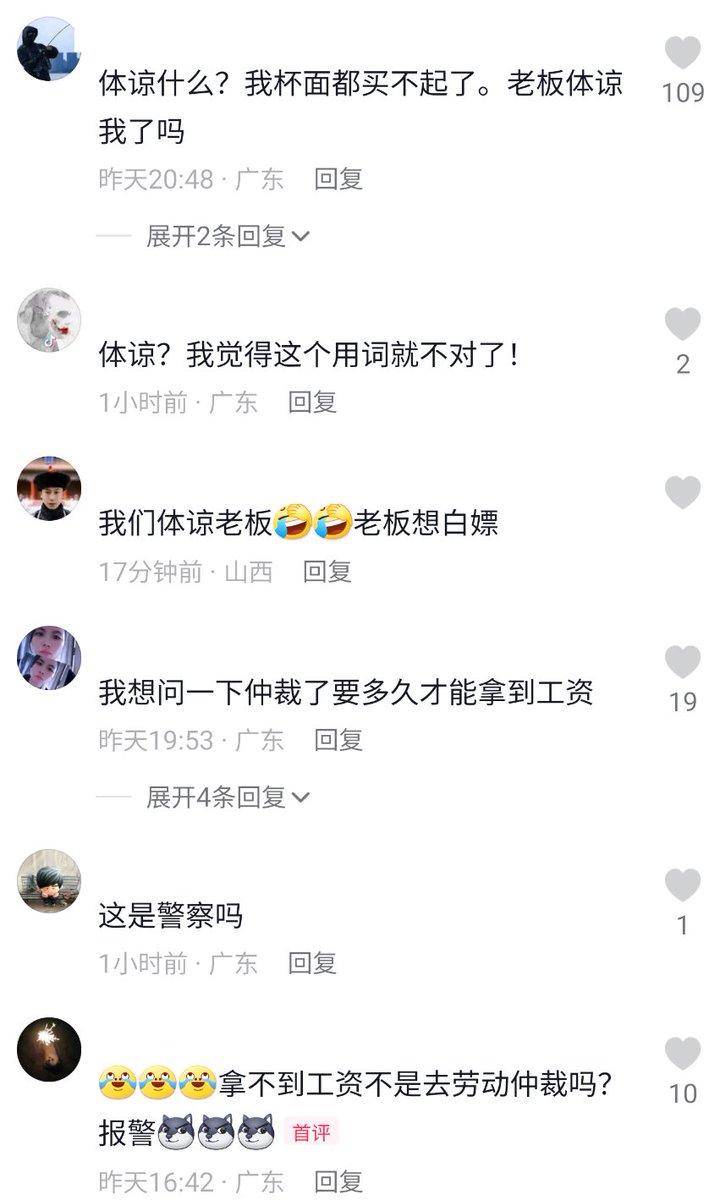 体谅什么？我杯面都买不起了。老板体谅
我了吗
109
昨天20:48 · 广东 回复
展开2条回复
体谅？我觉得这个用词就不对了！
2
1小时前 · 广东 回复
我们体谅老板🤣🤣老板想白嫖
17分钟前 · 山西 回复
我想问一下仲裁了要多久才能拿到工资
19
昨天19:53 · 广东 回复
展开4条回复
这是警察吗
1
1小时前 · 广东 回复
😂😂😂拿不到工资不是去劳动仲裁吗？
10
报警🐺🐺🐺 首评
昨天16:42 · 广东 回复